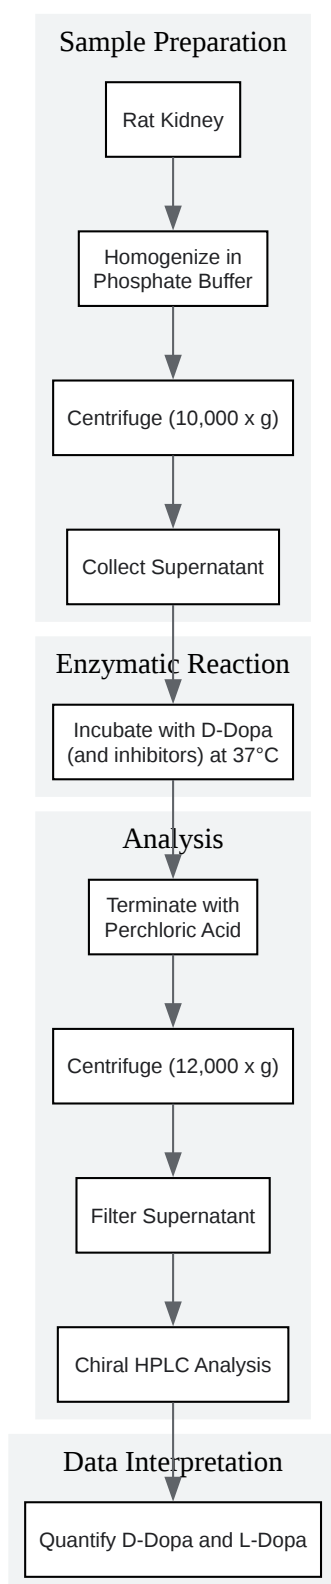 Sample Preparation
Rat Kidney
Homogenize in
Phosphate Buffer
Centrifuge (10,000 x g)
Collect Supernatant
Enzymatic Reaction
Incubate with D-Dopa
(and inhibitors) at 37°C
Analysis
Terminate with
Perchloric Acid
Centrifuge (12,000 x g)
Filter Supernatant
Chiral HPLC Analysis
Data Interpretation
Quantify D-Dopa and L-Dopa